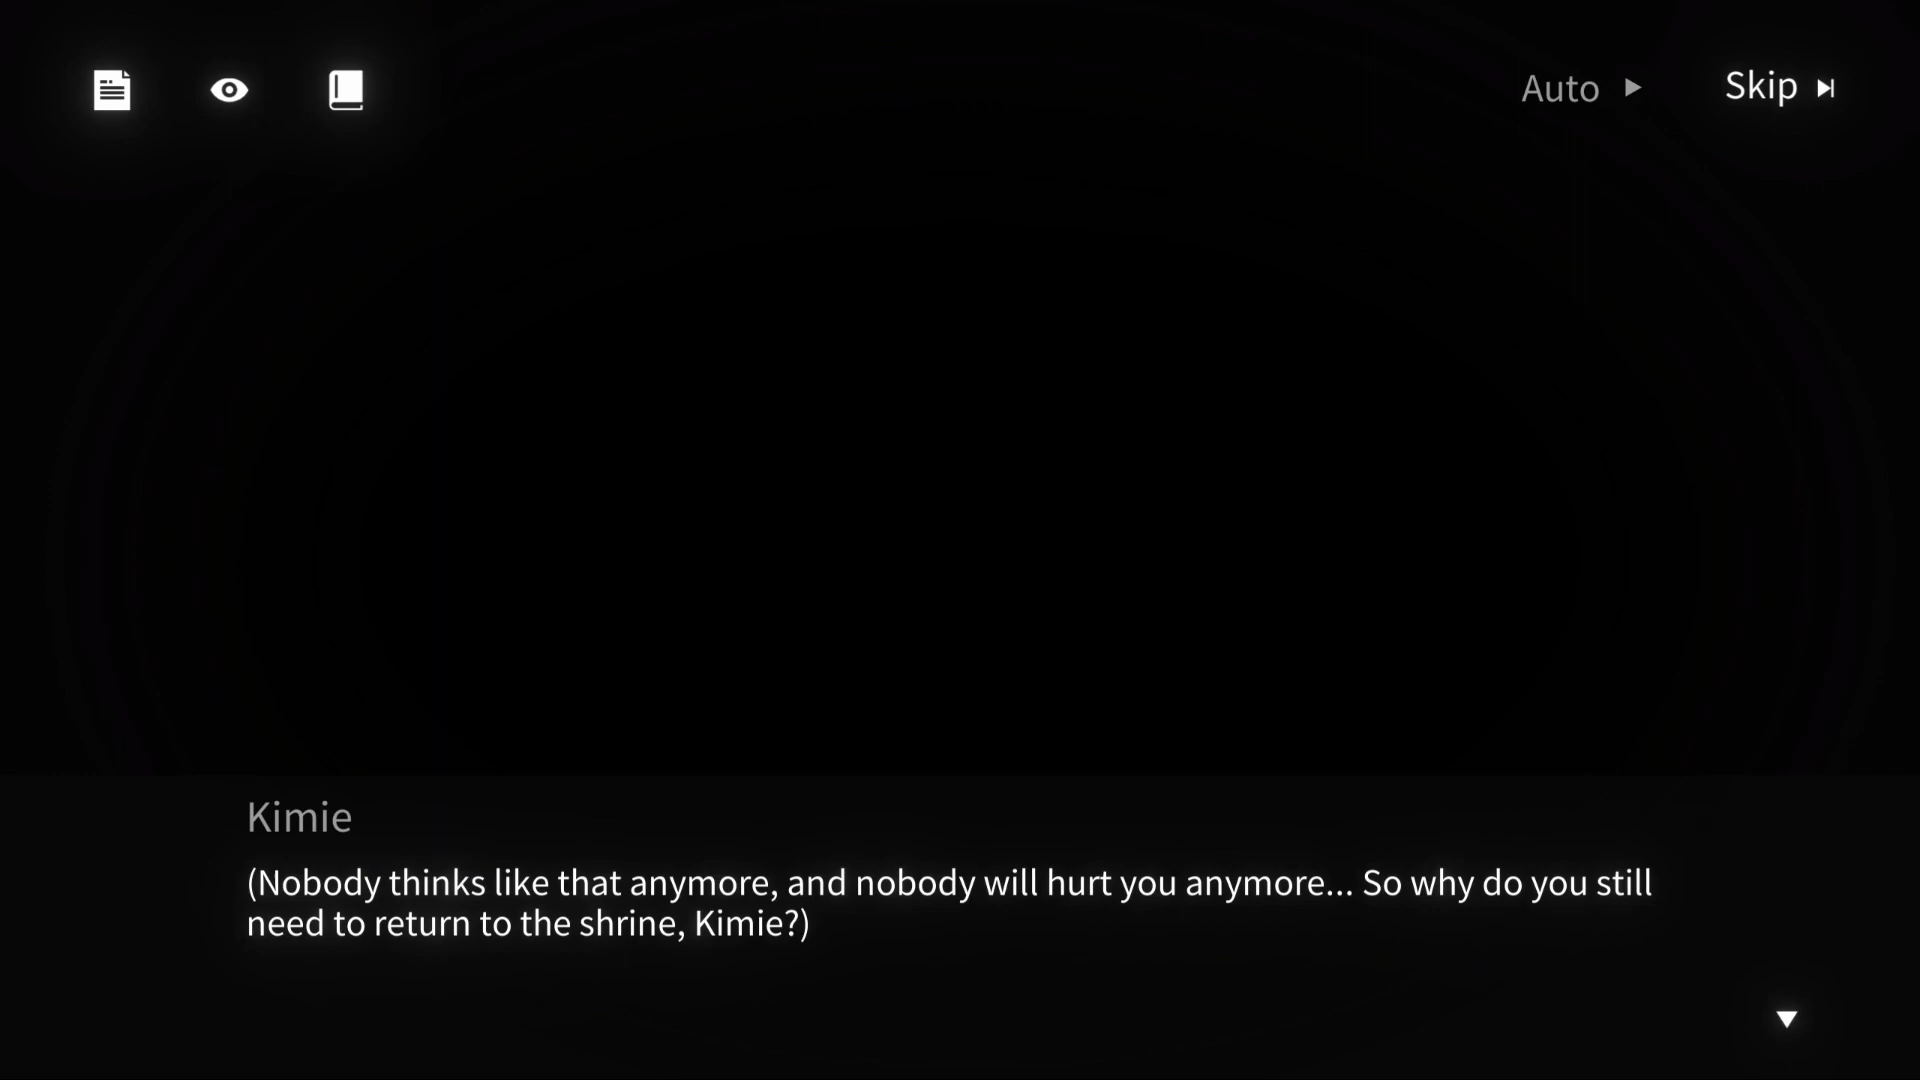 Auto
Skip
Kimie
(Nobody thinks like that anymore, and nobody will hurt you anymore... So why do you still
need to return to the shrine, Kimie?)